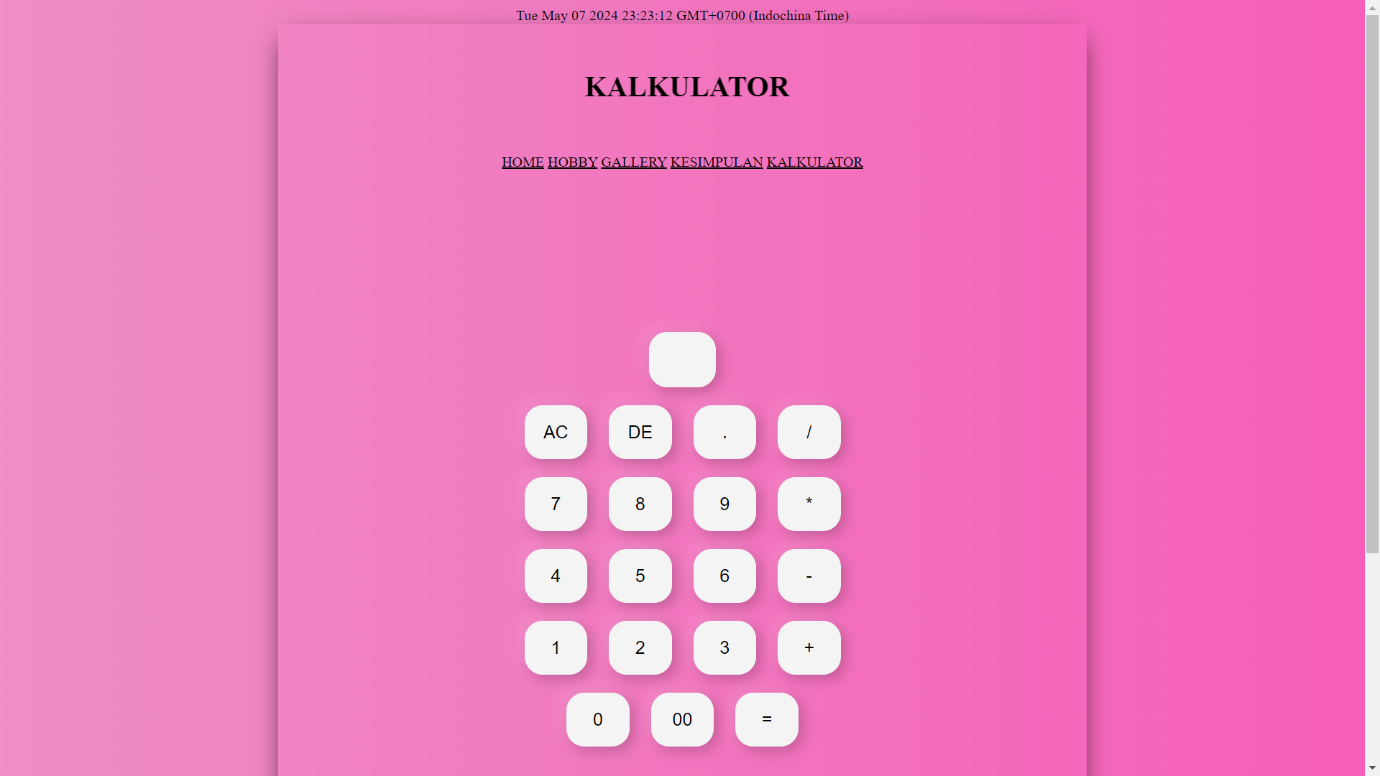 Tue May 07 2024 23:23:12 GMT+0700 (Indochina Time)
KALKULATOR
HOME HOBBY GALLERY KESIMPULAN KALKULATOR
AC DE . /
7 8 9 *
4 5 6 -
1 2 3 +
0 00 =